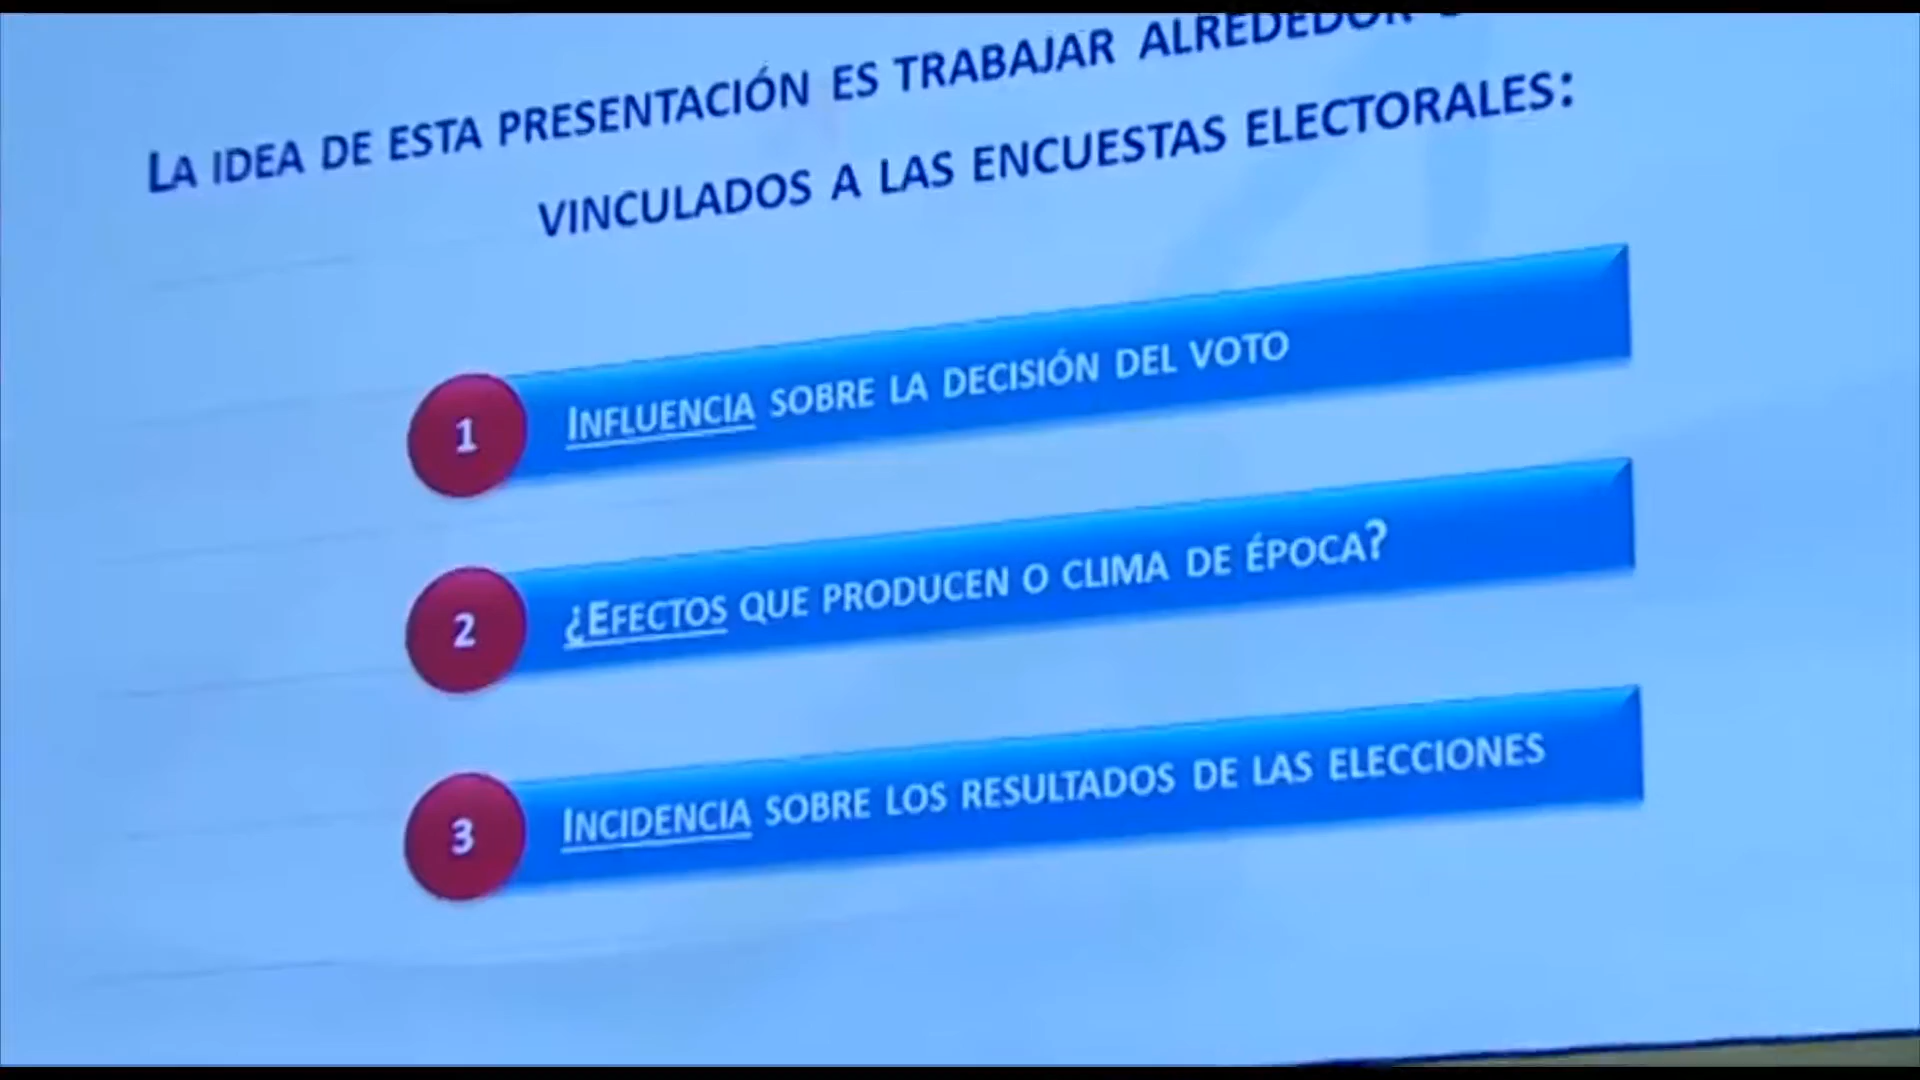 LA IDEA DE ESTA PRESENTACIÓN ES TRABAJAR ALREDEDOR
VINCULADOS A LAS ENCUESTAS ELECTORALES:
1 INFLUENCIA SOBRE LA DECISIÓN DEL VOTO
2 ¿EFECTOS QUE PRODUCEN O CLIMA DE ÉPOCA?
3 INCIDENCIA SOBRE LOS RESULTADOS DE LAS ELECCIONES